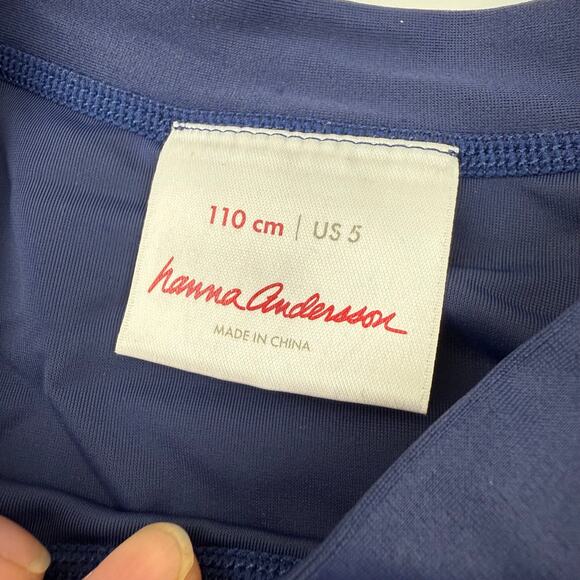 110 cm | US 5
hanna Andersson
MADE IN CHINA